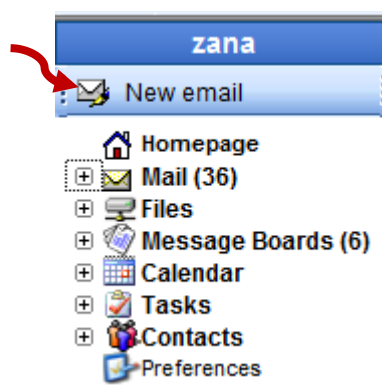 zana
New email
Homepage
Mail (36)
Files
Message Boards (6)
Calendar
Tasks
Contacts
Preferences